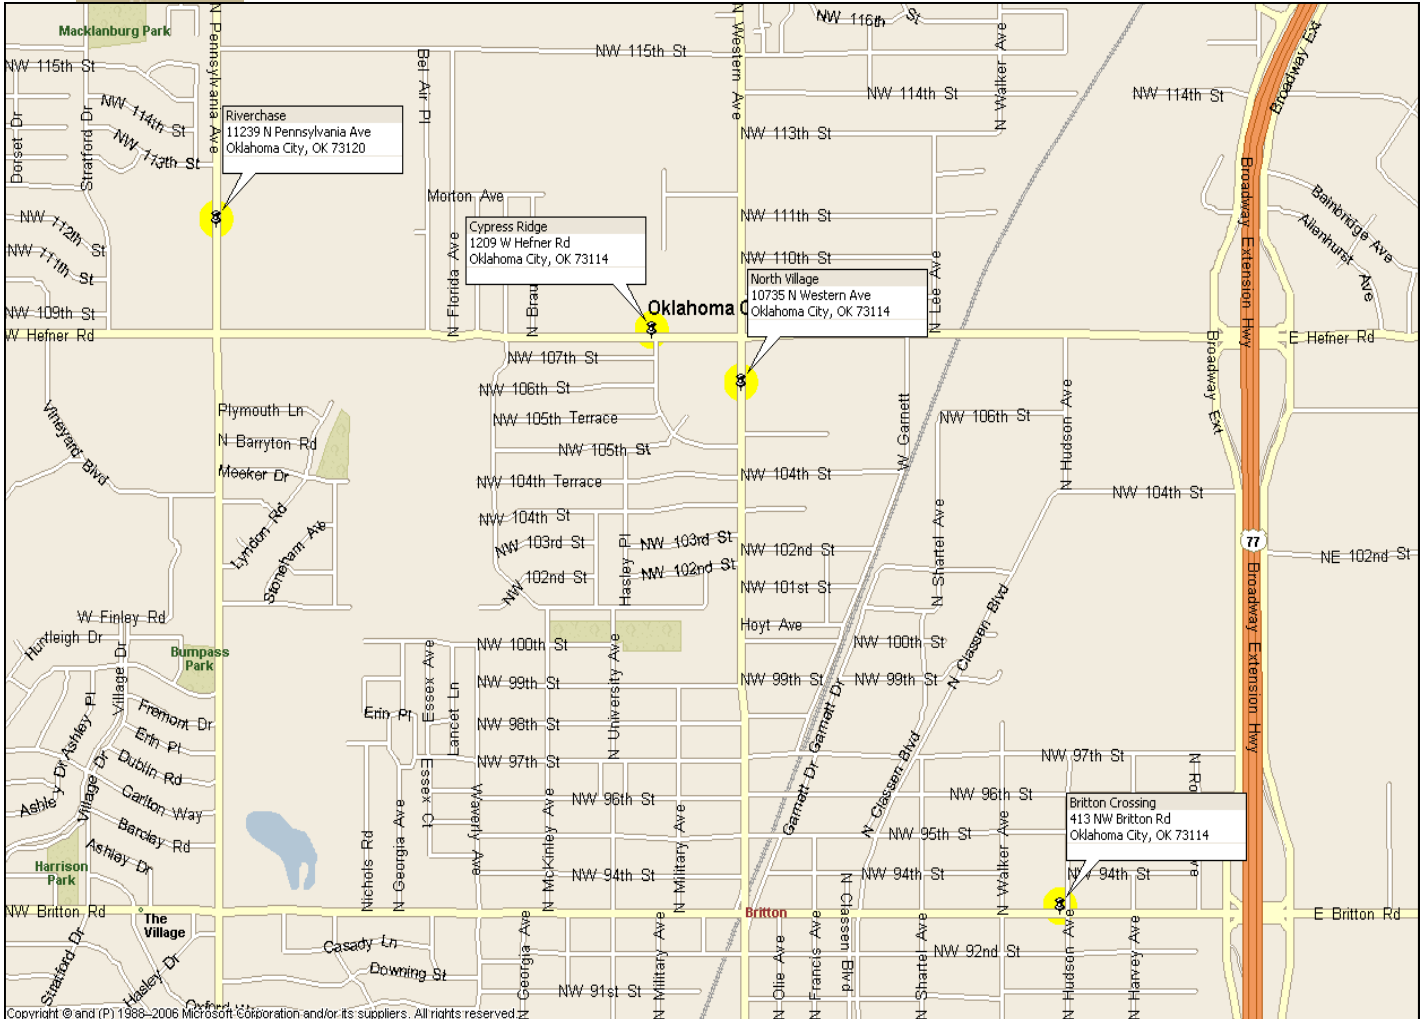 Macklanburg Park
N Pennsylvania Ave
N Western Ave
NW 116th St
NW 115th St
Bel Air Pl
N Walker Ave
Broadway Ext
NW 115th St
NW 114th St
NW 114th St
NW 114th St
Dorset Dr
Stratford Dr
NW 113th St
NW 113th St
Riverchase
11239 N Pennsylvania Ave
Oklahoma City, OK 73120
Broadway Extension Hwy
Bainbridge Ave
Allenhurst Ave
Morton Ave
NW 112th St
NW 111th St
NW 111th St
Cypress Ridge
1209 W Hefner Rd
Oklahoma City, OK 73114
N Florida Ave
N Brau
NW 110th St
N Lee Ave
North Village
10735 N Western Ave
Oklahoma City, OK 73114
NW 109th St
Oklahoma C
W Hefner Rd
E Hefner Rd
Broadway Ext
NW 107th St
NW 106th St
Vineyard Blvd
Plymouth Ln
NW 105th Terrace
W Garnett
NW 106th St
N Hudson Ave
N Barryton Rd
NW 105th St
Meeker Dr
NW 104th Terrace
NW 104th St
NW 104th St
Lyndon Rd
Stoneham Ave
NW 104th St
NW 103rd St
NW 103rd St
NW 102nd St
N Shartel Ave
77
NE 102nd St
Hasley Pl
NW 102nd St
NW 102nd St
NW 101st St
N Classen Blvd
Broadway Extension Hwy
W Finley Rd
Huntleigh Dr
Village Dr
Bumpass
Park
Hoyt Ave
NW 100th St
NW 100th St
N University Ave
Essex Ave
Lancet Ln
NW 99th St
NW 99th St
NW 99th St
Ashley Pl
Fremont Dr
Erin Pl
Erin Pl
NW 98th St
Garnett Dr
Garnett Dr
N Classen Blvd
Dublin Rd
Ashley Dr
Village Dr
Carlton Way
NW 97th St
NW 97th St
N Ro
Essex Ct
Waverly Ave
NW 96th St
NW 96th St
Britton Crossing
413 NW Britton Rd
Oklahoma City, OK 73114
Barclay Rd
Ashley Dr
NW 95th St
Harrison
Park
Nichols Rd
N Georgia Ave
N McKinley Ave
NW 94th St
N Military Ave
NW 94th St
N Walker Ave
NW 94th St
NW Britton Rd
The
Village
Britton
E Britton Rd
Stratford Dr
Hasley Dr
Casady Ln
Downing St
N Georgia Ave
N Military Ave
N Olie Ave
N Francis Ave
N Classen Blvd
N Shartel Ave
NW 92nd St
N Hudson Ave
N Harvey Ave
NW 91st St
Copyright © and (P) 1988–2006 Microsoft Corporation and/or its suppliers. All rights reserved.